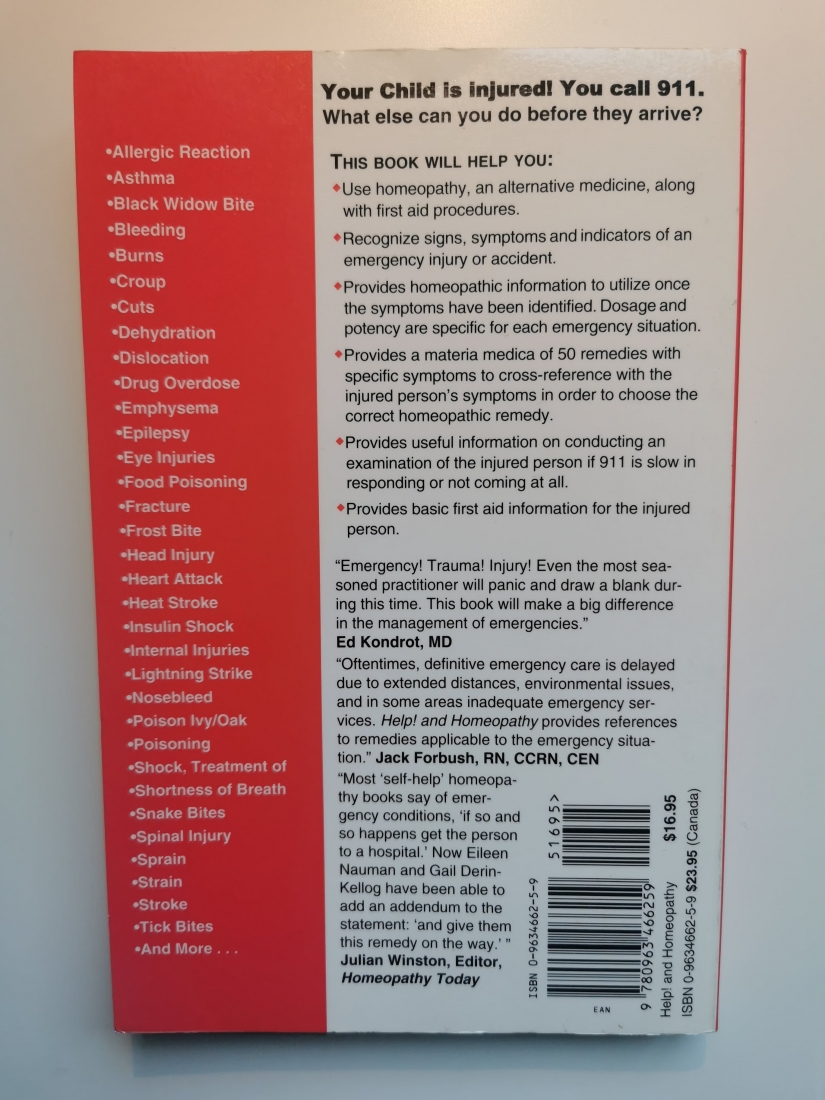 Your Child is injured! You call 911.
What else can you do before they arrive?
•Allergic Reaction
•Asthma
•Black Widow Bite
•Bleeding
•Burns
•Croup
•Cuts
•Dehydration
•Dislocation
•Drug Overdose
•Emphysema
•Epilepsy
•Eye Injuries
•Food Poisoning
•Fracture
•Frost Bite
•Head Injury
•Heart Attack
•Heat Stroke
•Insulin Shock
•Internal Injuries
•Lightning Strike
•Nosebleed
•Poison Ivy/Oak
•Poisoning
•Shock, Treatment of
•Shortness of Breath
•Snake Bites
•Spinal Injury
•Sprain
•Strain
•Stroke
•Tick Bites
•And More . . .
THIS BOOK WILL HELP YOU:
◆Use homeopathy, an alternative medicine, along
with first aid procedures.
◆Recognize signs, symptoms and indicators of an
emergency injury or accident.
◆Provides homeopathic information to utilize once
the symptoms have been identified. Dosage and
potency are specific for each emergency situation.
◆Provides a materia medica of 50 remedies with
specific symptoms to cross-reference with the
injured person's symptoms in order to choose the
correct homeopathic remedy.
◆Provides useful information on conducting an
examination of the injured person if 911 is slow in
responding or not coming at all.
◆Provides basic first aid information for the injured
person.
“Emergency! Trauma! Injury! Even the most sea-
soned practitioner will panic and draw a blank dur-
ing this time. This book will make a big difference
in the management of emergencies.”
Ed Kondrot, MD
“Oftentimes, definitive emergency care is delayed
due to extended distances, environmental issues,
and in some areas inadequate emergency ser-
vices. Help! and Homeopathy provides references
to remedies applicable to the emergency situa-
tion.” Jack Forbush, RN, CCRN, CEN
“Most ‘self-help’ homeopa-
thy books say of emer-
gency conditions, ‘if so and
so happens get the person
to a hospital.’ Now Eileen
Nauman and Gail Derin-
Kellog have been able to
add an addendum to the
statement: ‘and give them
this remedy on the way.’ ”
Julian Winston, Editor,
Homeopathy Today
ISBN 0-9634662-5-9
51695>
9 780963 466259
EAN
Help! and Homeopathy $16.95
ISBN 0-9634662-5-9 $23.95 (Canada)